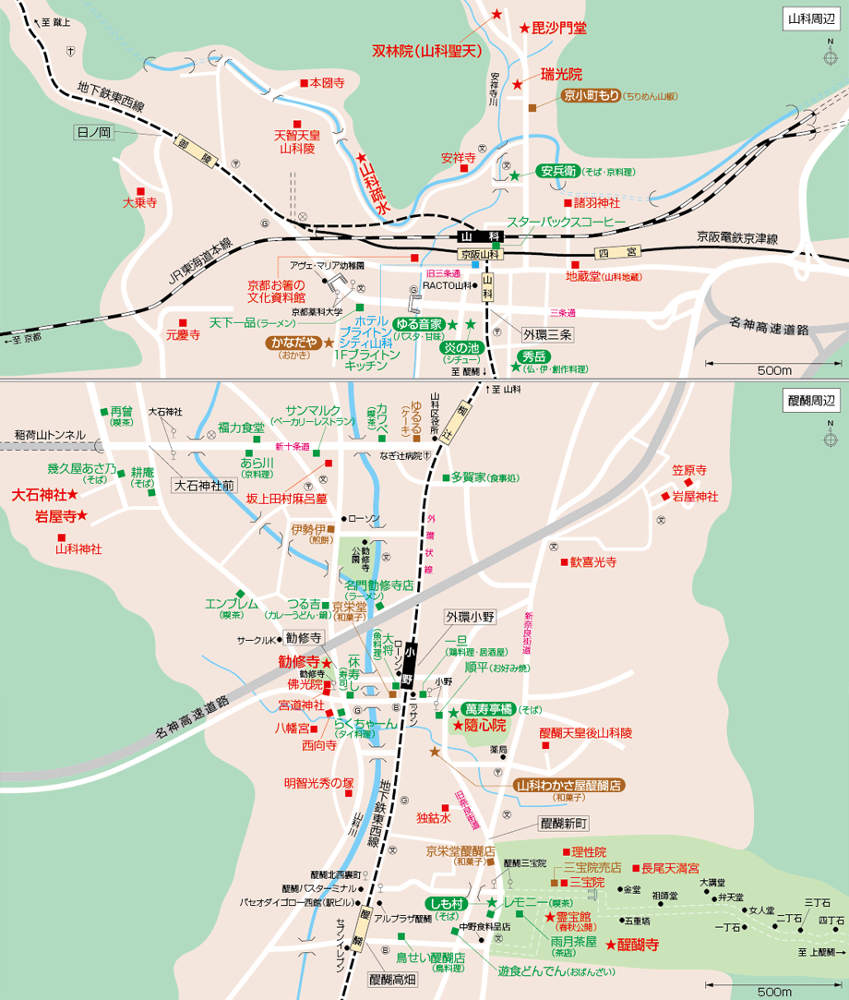 山科周辺
N
↖至 蹴上
地下鉄東西線
日ノ岡
御陵
双林院(山科聖天)
毘沙門堂
瑞光院
安祥寺川
京小町もり(ちりめん山椒)
本圀寺
天智天皇
山科陵
山科疏水
安祥寺
安兵衛(そば・京料理)
諸羽神社
大乗寺
スターバックスコーヒー
山科
京阪山科
四宮
京阪電鉄京津線
JR東海道本線
アヴェ・マリア幼稚園
旧三条通
RACTO山科
山科
地蔵堂(山科地蔵)
京都お箸の
文化資料館
京都薬科大学
天下一品(ラーメン)
元慶寺
ホテル
ブライトン
シティ山科
1Fブライトン
キッチン
かなだや
(おかき)
ゆる音家
(パスタ・甘味)
炎の池
(シチュー)
三条通
外環三条
秀岳
(仏・伊・創作料理)
名神高速道路
←至 京都
至 醍醐↓
500m
醍醐周辺
N
↑至 山科
再會
(喫茶)
大石神社
稲荷山トンネル
福力食堂
サンマルク
(ベーカリーレストラン)
カワベ
(喫茶)
ゆるる
(ケーキ)
山科区役所
椥辻
新十条道
なぎ辻病院
幾久屋あさ乃
(そば)
耕庵
(そば)
大石神社前
あら川
(京料理)
坂上田村麻呂墓
多賀家(食事処)
笠原寺
岩屋神社
大石神社
岩屋寺
山科神社
ローソン
伊勢伊
(煎餅)
勧修寺
公園
外環状線
歓喜光寺
名門勧修寺店
(ラーメン)
エンブレム
(喫茶)
つる吉
(カレーうどん・鍋)
京栄堂
(和菓子)
外環小野
新奈良街道
サークルK
勧修寺
大将
(魚料理)
ローソン
小野
一旦
(鶏料理・居酒屋)
順平(お好み焼)
小野
勧修寺
勧修寺
佛光院
一休寿し
(寿司)
宮道神社
ニッサン
萬寿亭橘(そば)
随心院
名神高速道路
八幡宮
西向寺
らくちゃーん
(タイ料理)
醍醐天皇後山科陵
薬局
山科わかさ屋醍醐店
(和菓子)
明智光秀の塚
地下鉄東西線
山科川
独鈷水
旧奈良街道
醍醐新町
京栄堂醍醐店
(和菓子)
理性院
三宝院売店
三宝院
長尾天満宮
醍醐三宝院
醍醐北西裏町
醍醐バスターミナル
パセオダイゴロー西館(駅ビル)
アルプラザ醍醐
しも村
(そば)
レモニー(喫茶)
霊宝館
(春秋公開)
金堂
祖師堂
五重塔
大講堂
弁天堂
女人堂
一丁石
二丁石
三丁石
四丁石
醍醐
中野食料品店
雨月茶屋
(茶店)
醍醐寺
至 上醍醐→
セブンイレブン
鳥せい醍醐店
(鳥料理)
遊食どんでん(おばんざい)
醍醐高畑
500m